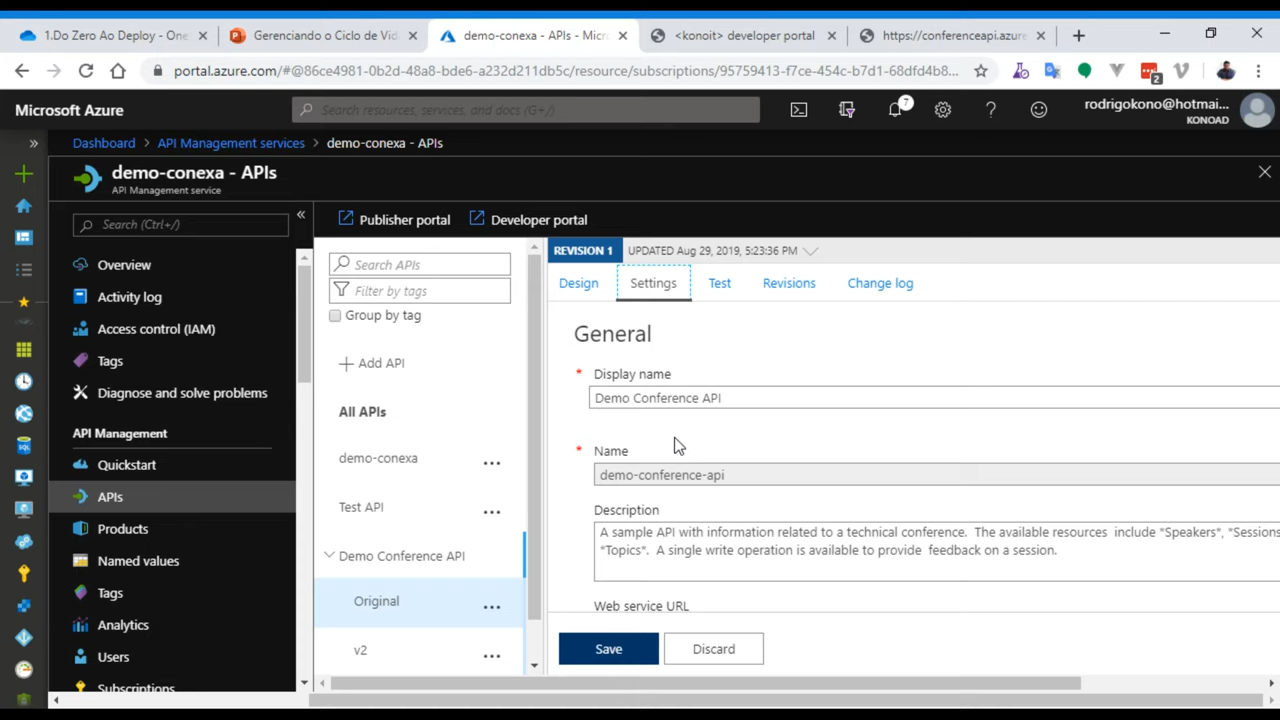 1.Do Zero Ao Deploy - One
Gerenciando o Ciclo de Vid
demo-conexa - APIs - Micr
<konoit> developer portal
https://conferenceapi.azure
portal.azure.com/#@86ce4981-0b2d-48a8-b4e6-a232d211db5c/resource/subscriptions/95759413-f7ce-454c-b7d1-68dfd4b8...
2
Microsoft Azure
Search resources, services, and docs (G+/)
7
rodrigokono@hotmai...
KONOAD
Dashboard
API Management services
demo-conexa - APIs
demo-conexa - APIs
API Management service
Search (Ctrl+/)
Publisher portal
Developer portal
Overview
Activity log
Access control (IAM)
Tags
Diagnose and solve problems
API Management
Quickstart
APIs
Products
Named values
Tags
Analytics
Users
Subscriptions
Search APIs
Filter by tags
Group by tag
Add API
All APIs
demo-conexa
Test API
Demo Conference API
Original
v2
REVISION 1
UPDATED Aug 29, 2019, 5:23:36 PM
Design
Settings
Test
Revisions
Change log
General
* Display name
Demo Conference API
* Name
demo-conference-api
Description
A sample API with information related to a technical conference. The available resources include *Speakers*, *Sessions
*Topics*. A single write operation is available to provide feedback on a session.
Web service URL
Save
Discard